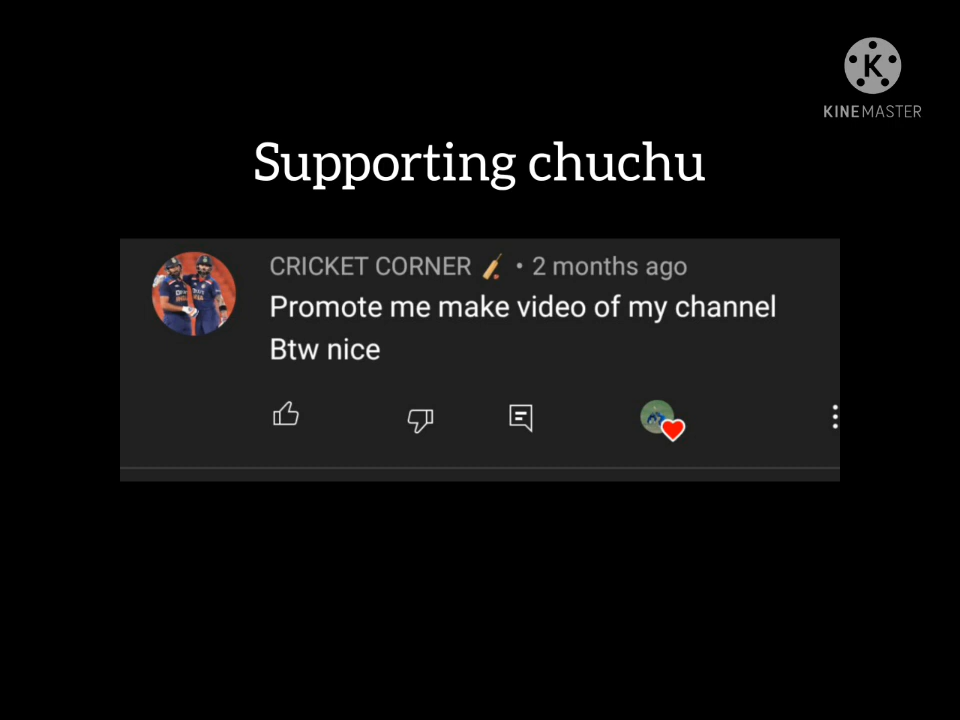 K
KINEMASTER
Supporting chuchu
CRICKET CORNER 🏏 • 2 months ago
Promote me make video of my channel
Btw nice